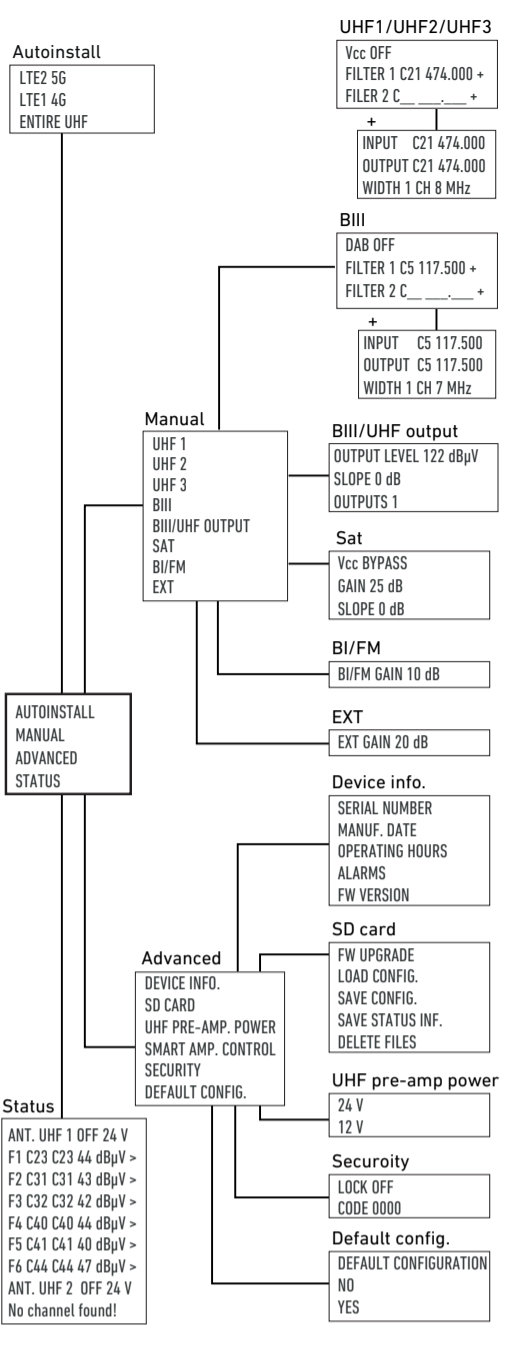 Autoinstall
LTE2 5G
LTE1 4G
ENTIRE UHF
UHF1/UHF2/UHF3
Vcc OFF
FILTER 1 C21 474.000 +
FILER 2 C__ ___.___ +
+
INPUT C21 474.000
OUTPUT C21 474.000
WIDTH 1 CH 8 MHz
BIII
DAB OFF
FILTER 1 C5 117.500 +
FILTER 2 C__ ___.___ +
+
INPUT C5 117.500
OUTPUT C5 117.500
WIDTH 1 CH 7 MHz
Manual
UHF 1
UHF 2
UHF 3
BIII
BIII/UHF OUTPUT
SAT
BI/FM
EXT
BIII/UHF output
OUTPUT LEVEL 122 dBµV
SLOPE 0 dB
OUTPUTS 1
Sat
Vcc BYPASS
GAIN 25 dB
SLOPE 0 dB
BI/FM
BI/FM GAIN 10 dB
EXT
EXT GAIN 20 dB
AUTOINSTALL
MANUAL
ADVANCED
STATUS
Device info.
SERIAL NUMBER
MANUF. DATE
OPERATING HOURS
ALARMS
FW VERSION
Advanced
DEVICE INFO.
SD CARD
UHF PRE-AMP. POWER
SMART AMP. CONTROL
SECURITY
DEFAULT CONFIG.
SD card
FW UPGRADE
LOAD CONFIG.
SAVE CONFIG.
SAVE STATUS INF.
DELETE FILES
UHF pre-amp power
24 V
12 V
Securoity
LOCK OFF
CODE 0000
Default config.
DEFAULT CONFIGURATION
NO
YES
Status
ANT. UHF 1 OFF 24 V
F1 C23 C23 44 dBµV >
F2 C31 C31 43 dBµV >
F3 C32 C32 42 dBµV >
F4 C40 C40 44 dBµV >
F5 C41 C41 40 dBµV >
F6 C44 C44 47 dBµV >
ANT. UHF 2 OFF 24 V
No channel found!